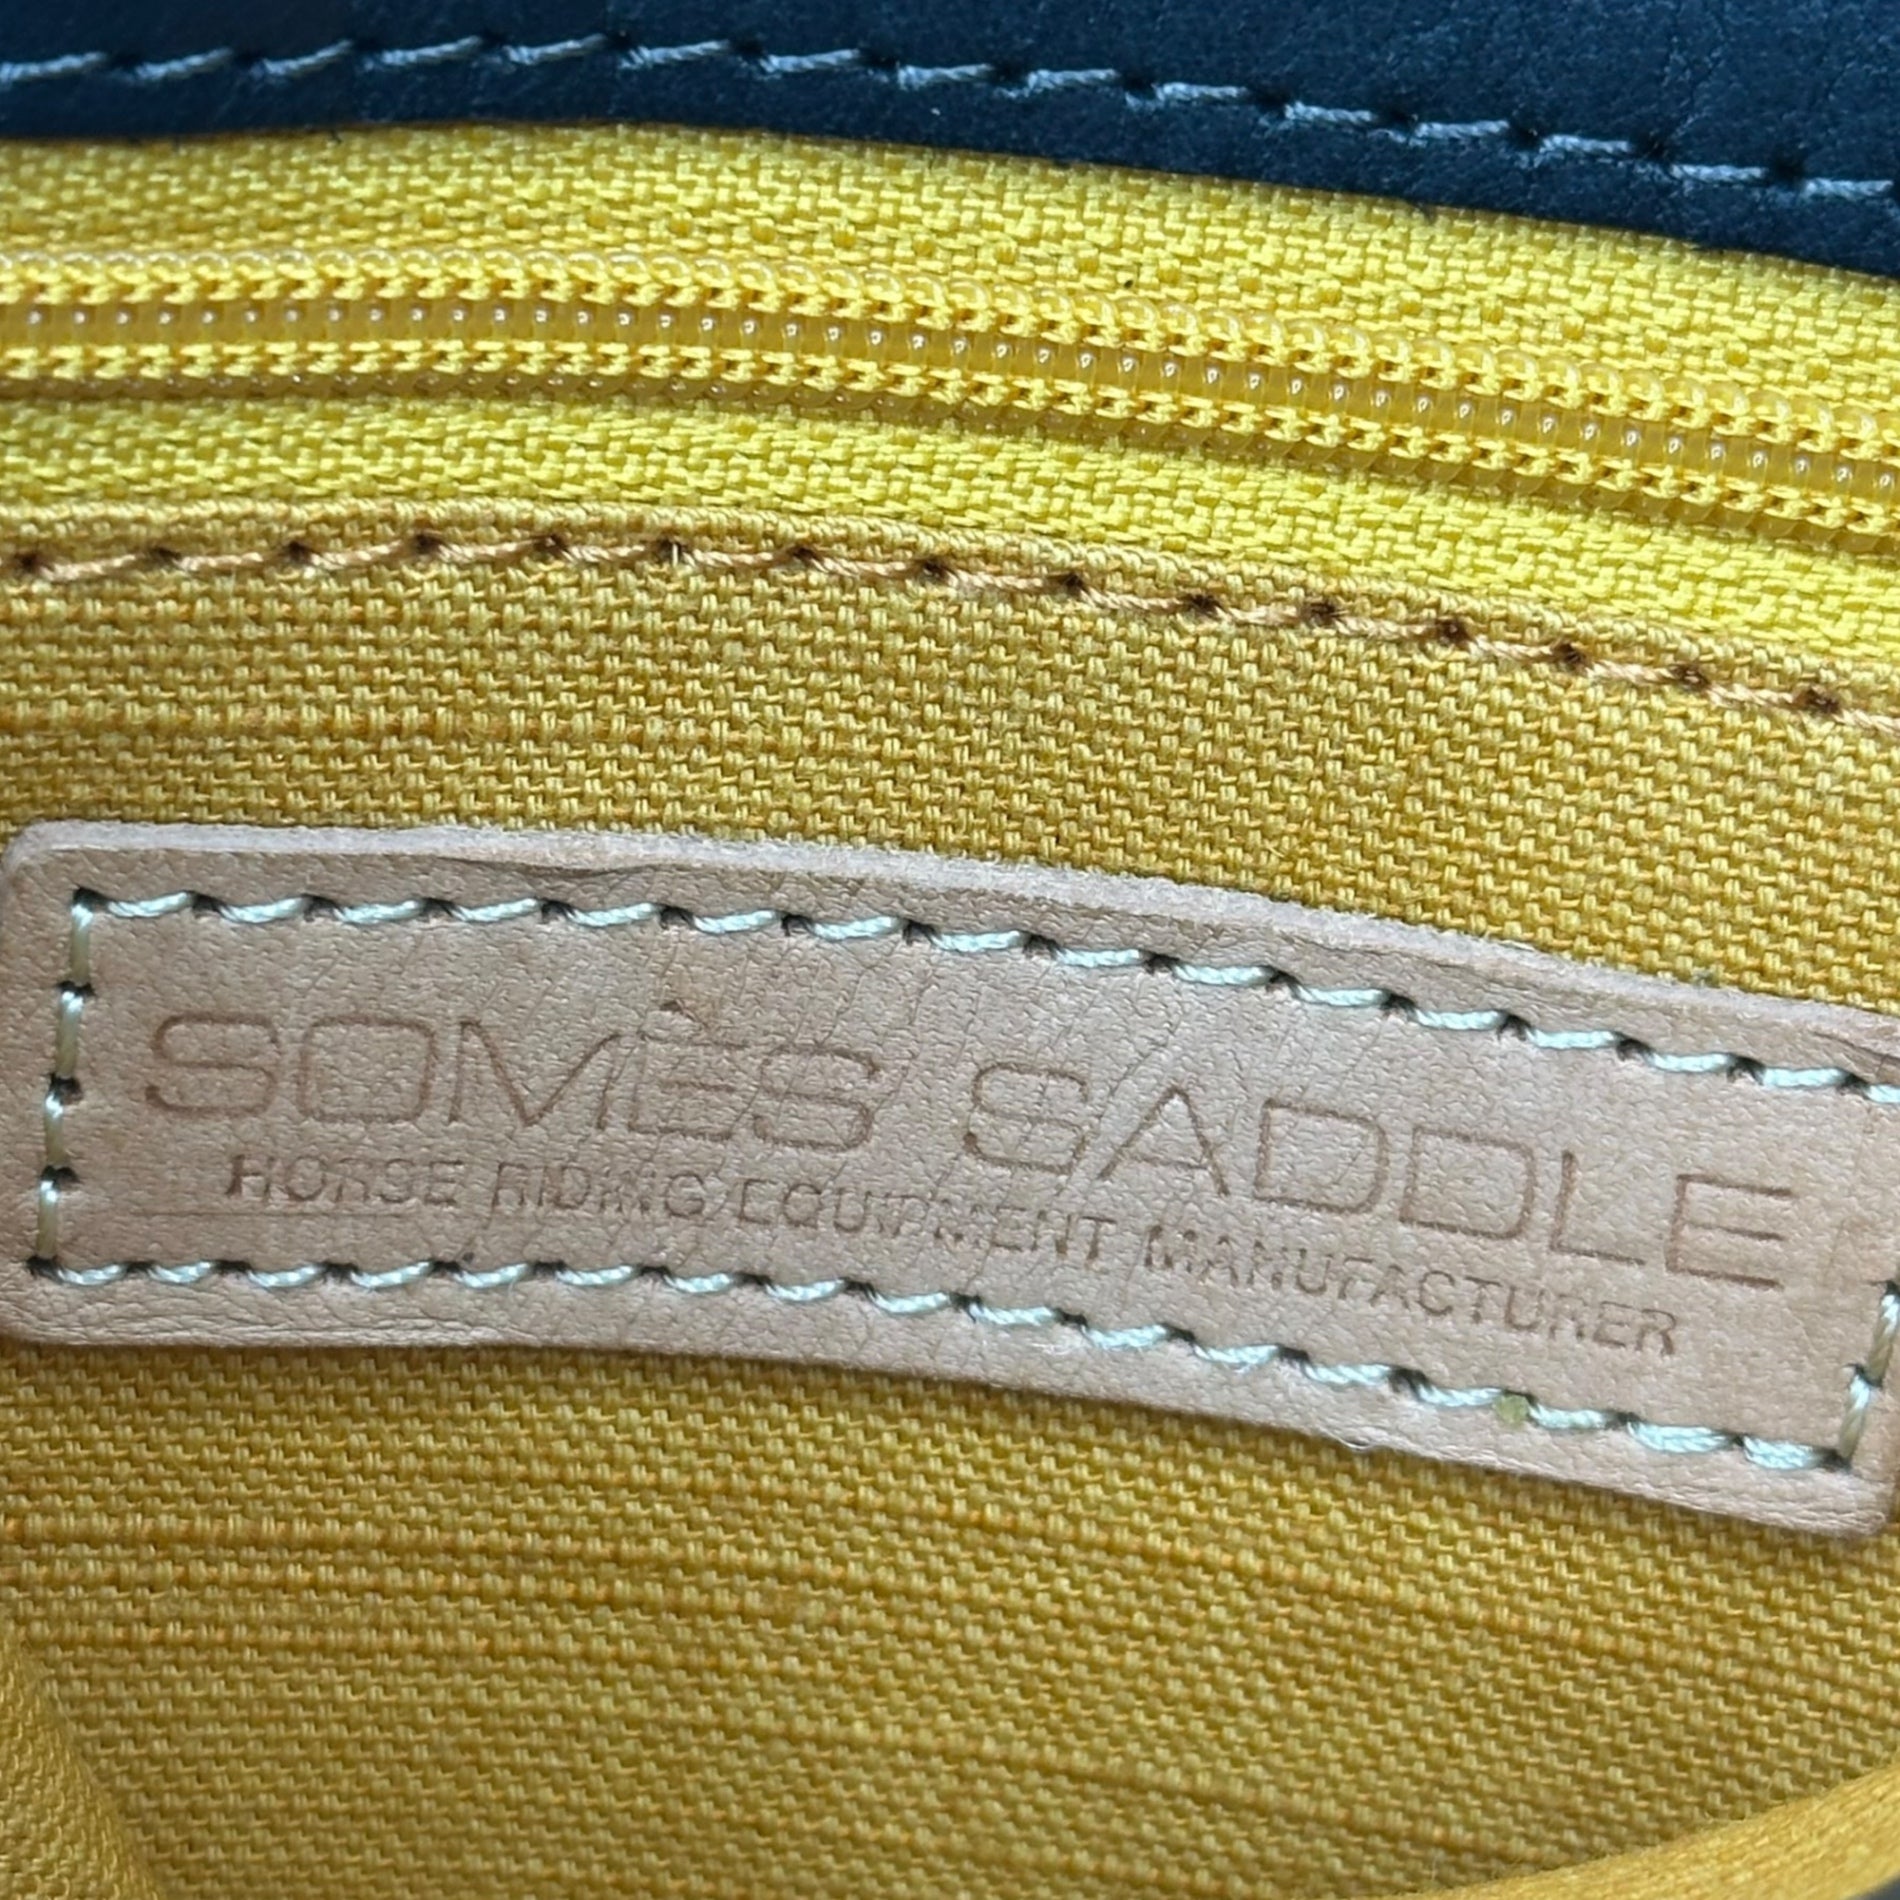 SOMÈS SADDLE
HORSE RIDING EQUIPMENT MANUFACTURER